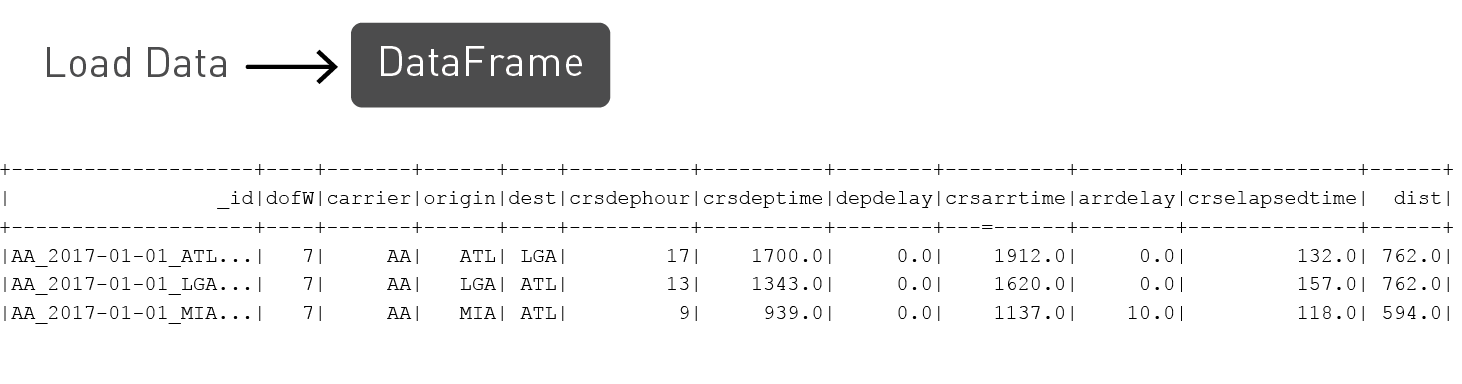 Load Data DataFrame
+--------------------+----+-------+------+----+----------+----------+--------+----------+--------+--------------+------+
|                 _id|dofW|carrier|origin|dest|crsdephour|crsdeptime|depdelay|crsarrtime|arrdelay|crselapsedtime|  dist|
+--------------------+----+-------+------+----+----------+----------+--------+---=------+--------+--------------+------+
|AA_2017-01-01_ATL...|   7|     AA|   ATL| LGA|        17|    1700.0|     0.0|    1912.0|     0.0|         132.0| 762.0|
|AA_2017-01-01_LGA...|   7|     AA|   LGA| ATL|        13|    1343.0|     0.0|    1620.0|     0.0|         157.0| 762.0|
|AA_2017-01-01_MIA...|   7|     AA|   MIA| ATL|         9|     939.0|     0.0|    1137.0|    10.0|         118.0| 594.0|